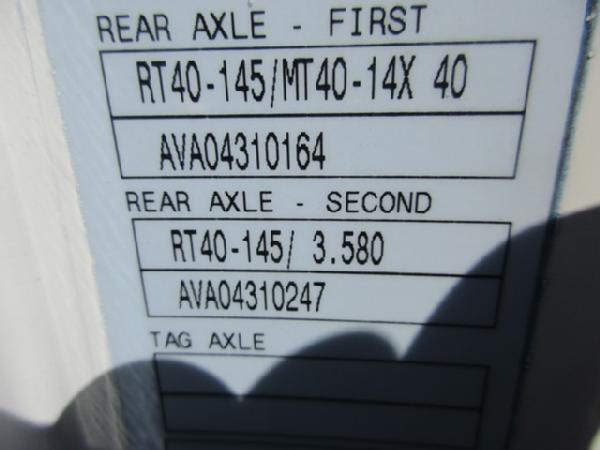 REAR AXLE - FIRST
RT40-145/MT40-14X 40
AVA04310164
REAR AXLE - SECOND
RT40-145/ 3.580
AVA04310247
TAG AXLE